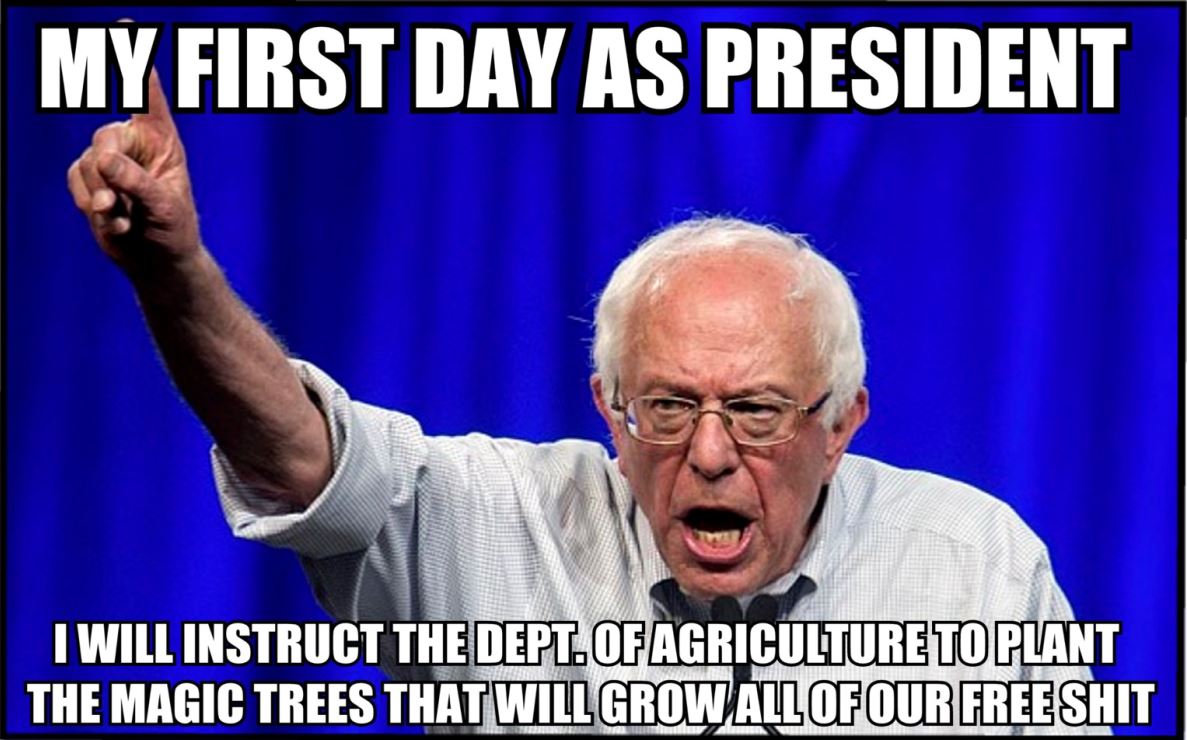 MY FIRST DAY AS PRESIDENT
I WILL INSTRUCT THE DEPT. OF AGRICULTURE TO PLANT
THE MAGIC TREES THAT WILL GROW ALL OF OUR FREE SHIT